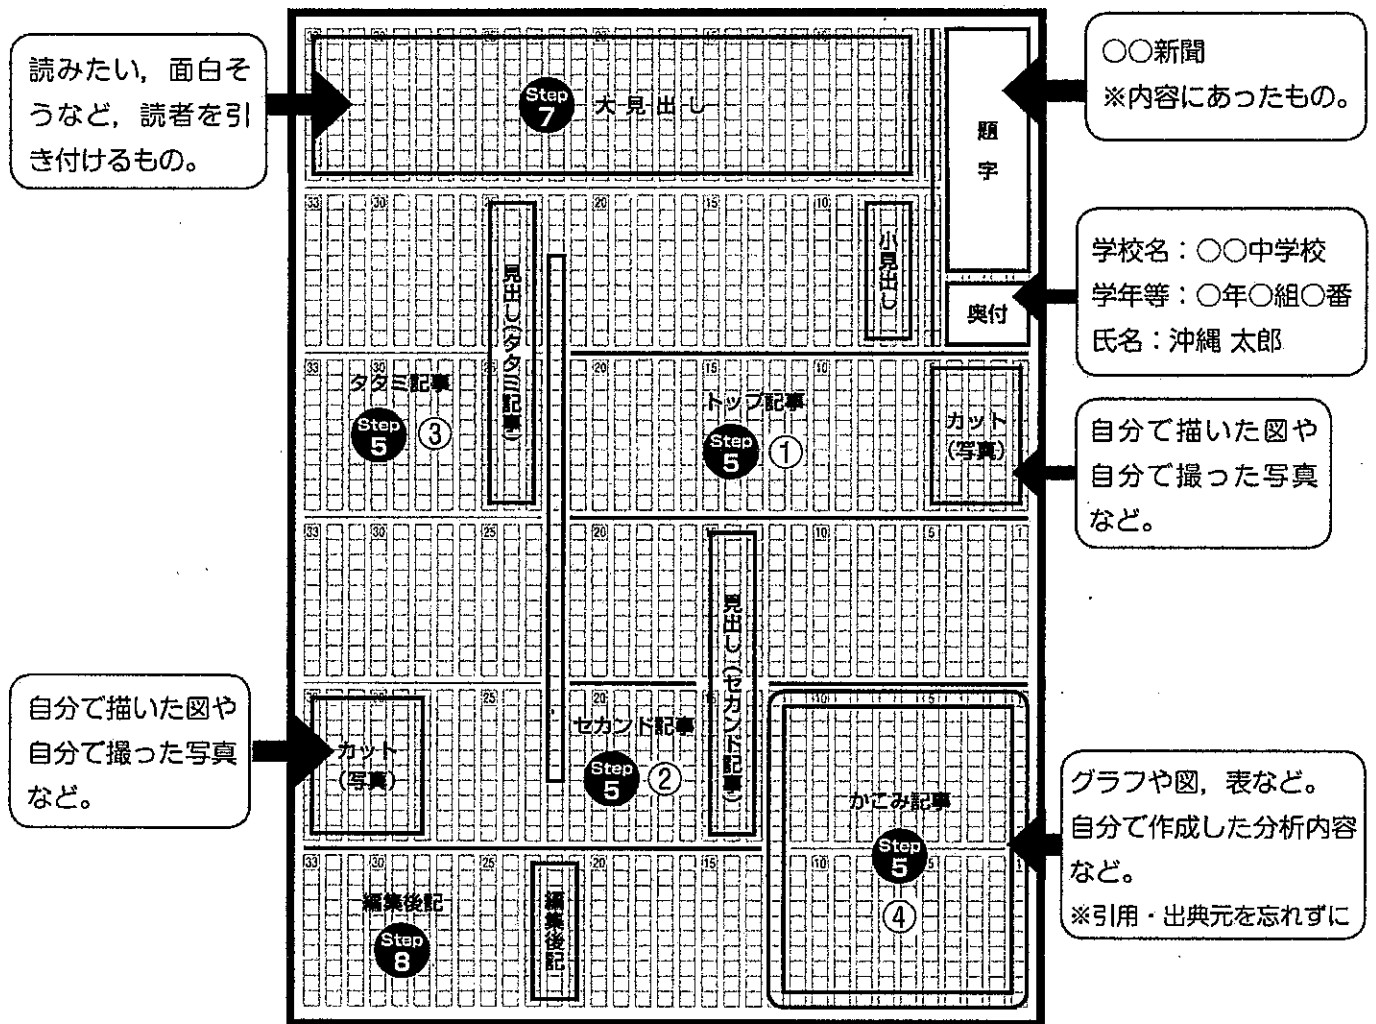 読みたい，面白そ
うなど，読者を引
き付けるもの。
Step
7
大見出し
題字
○○新聞
※内容にあったもの。
学校名：○○中学校
学年等：○年○組○番
氏名：沖縄 太郎
奥付
小見出し
見出し(タタミ記事)
タタミ記事
Step
5
③
トップ記事
Step
5
①
カット
(写真)
自分で描いた図や
自分で撮った写真
など。
見出し(セカンド記事)
セカンド記事
Step
5
②
カット
(写真)
自分で描いた図や
自分で撮った写真
など。
かこみ記事
Step
5
④
グラフや図，表など。
自分で作成した分析内容
など。
※引用・出典元を忘れずに
編集後記
編集後記
Step
8